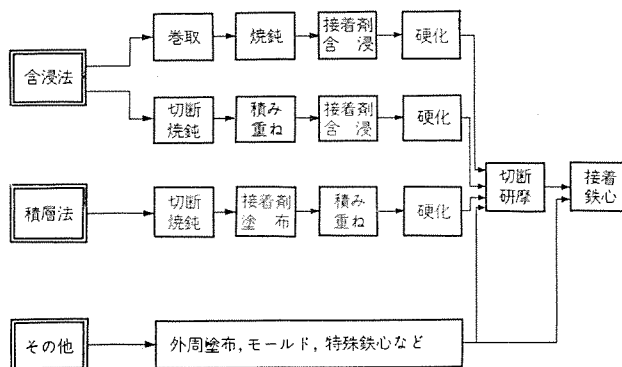 含浸法
巻取
焼鈍
接着剤
含浸
硬化
切断
焼鈍
積み
重ね
接着剤
含浸
硬化
積層法
切断
焼鈍
接着剤
塗布
積み
重ね
硬化
切断
研摩
接着
鉄心
その他
外周塗布,モールド,特殊鉄心など